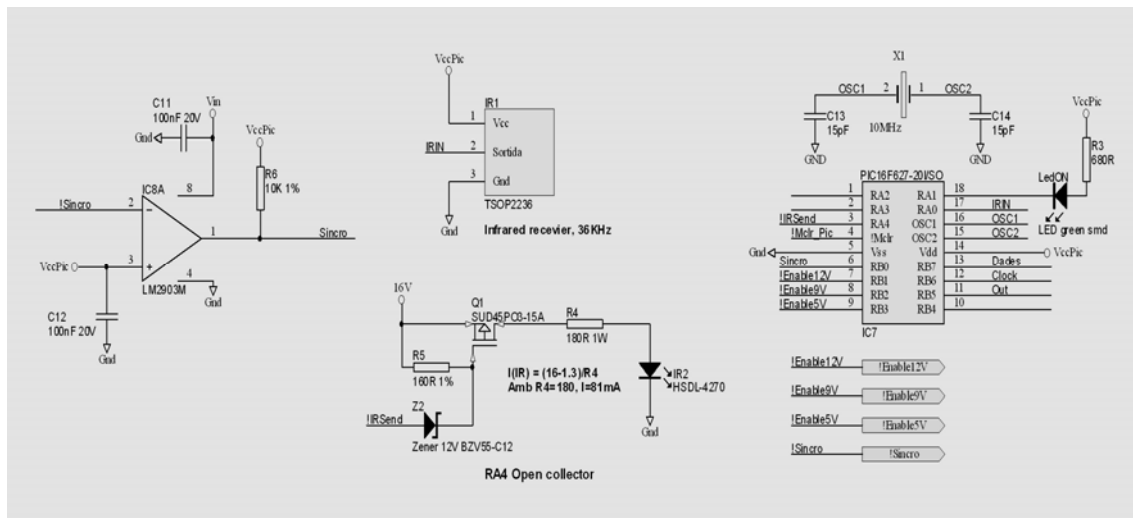 C11
100nF 20V
Vin
Gnd
VccPic
R6
10K 1%
IC8A
8
!Sincro
2
1
Sincro
VccPic
3
4
LM2903M
Gnd
C12
100nF 20V
Gnd
VccPic
IR1
1
Vcc
IRIN
2
Sortida
3
Gnd
TSOP2236
Gnd
Infrared recevier, 36KHz
16V
Q1
SUD45PO3-15A
R4
180R 1W
R5
160R 1%
I(IR) = (16-1.3)/R4
Amb R4=180, I=81mA
IR2
HSDL-4270
Z2
!IRSend
Zener 12V BZV55-C12
Gnd
RA4 Open collector
X1
OSC1
2
1
OSC2
C13
15pF
10MHz
C14
15pF
GND
GND
VccPic
R3
680R
PIC16F627-20I/SO
LedON
LED green smd
1 RA2 RA1 18
2 RA3 RA0 17 IRIN
!IRSend 3 RA4 OSC1 16 OSC1
!Mclr_Pic 4 !Mclr OSC2 15 OSC2
Gnd 5 Vss Vdd 14 VccPic
Sincro 6 RB0 RB7 13 Dades
!Enable12V 7 RB1 RB6 12 Clock
!Enable9V 8 RB2 RB5 11 Out
!Enable5V 9 RB3 RB4 10
IC7
!Enable12V !Enable12V
!Enable9V !Enable9V
!Enable5V !Enable5V
!Sincro !Sincro